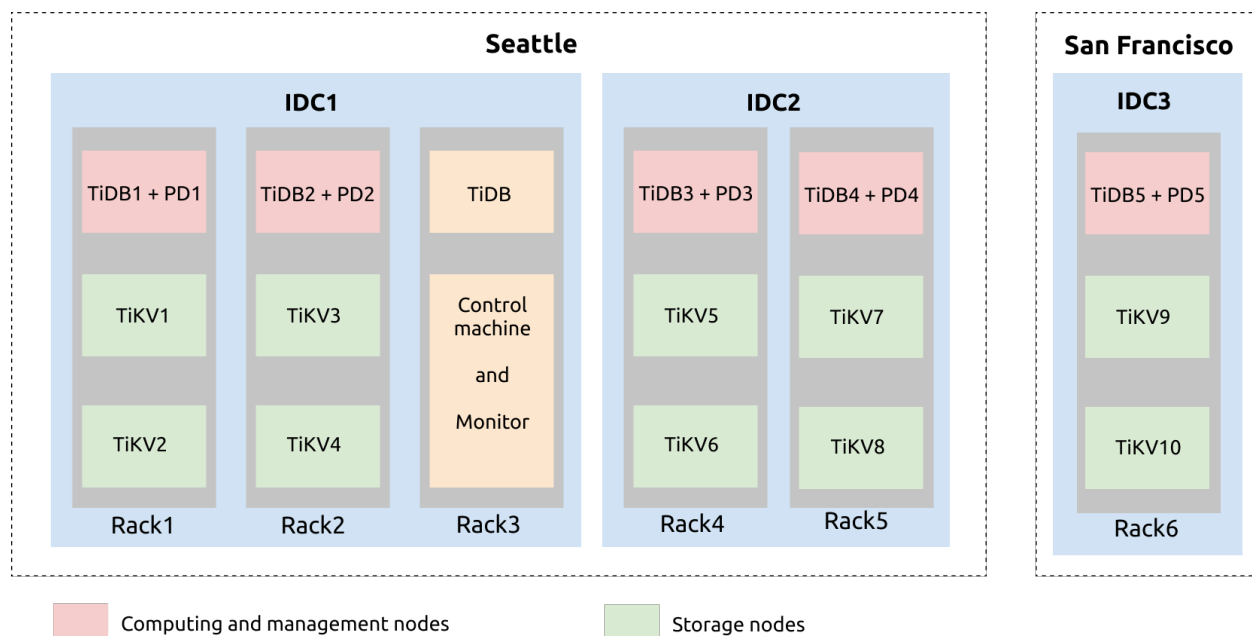 Seattle
San Francisco
IDC1
IDC2
IDC3
TiDB1 + PD1
TiDB2 + PD2
TiDB
TiDB3 + PD3
TiDB4 + PD4
TiDB5 + PD5
TiKV1
TiKV3
Control
machine
and
Monitor
TiKV5
TiKV7
TiKV9
TiKV2
TiKV4
TiKV6
TiKV8
TiKV10
Rack1
Rack2
Rack3
Rack4
Rack5
Rack6
Computing and management nodes
Storage nodes